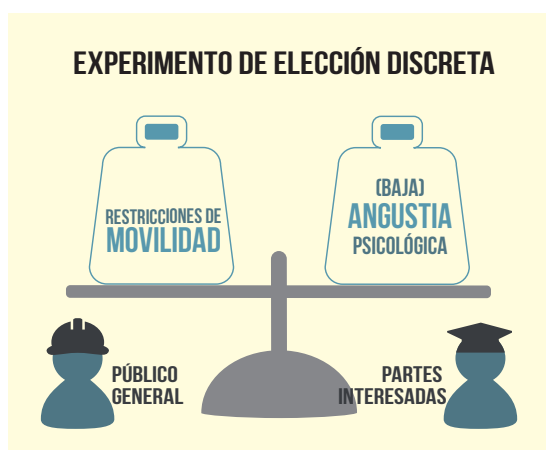 EXPERIMENTO DE ELECCIÓN DISCRETA
RESTRICCIONES DE
MOVILIDAD
(BAJA)
ANGUSTIA
PSICOLÓGICA
PÚBLICO
GENERAL
PARTES
INTERESADAS